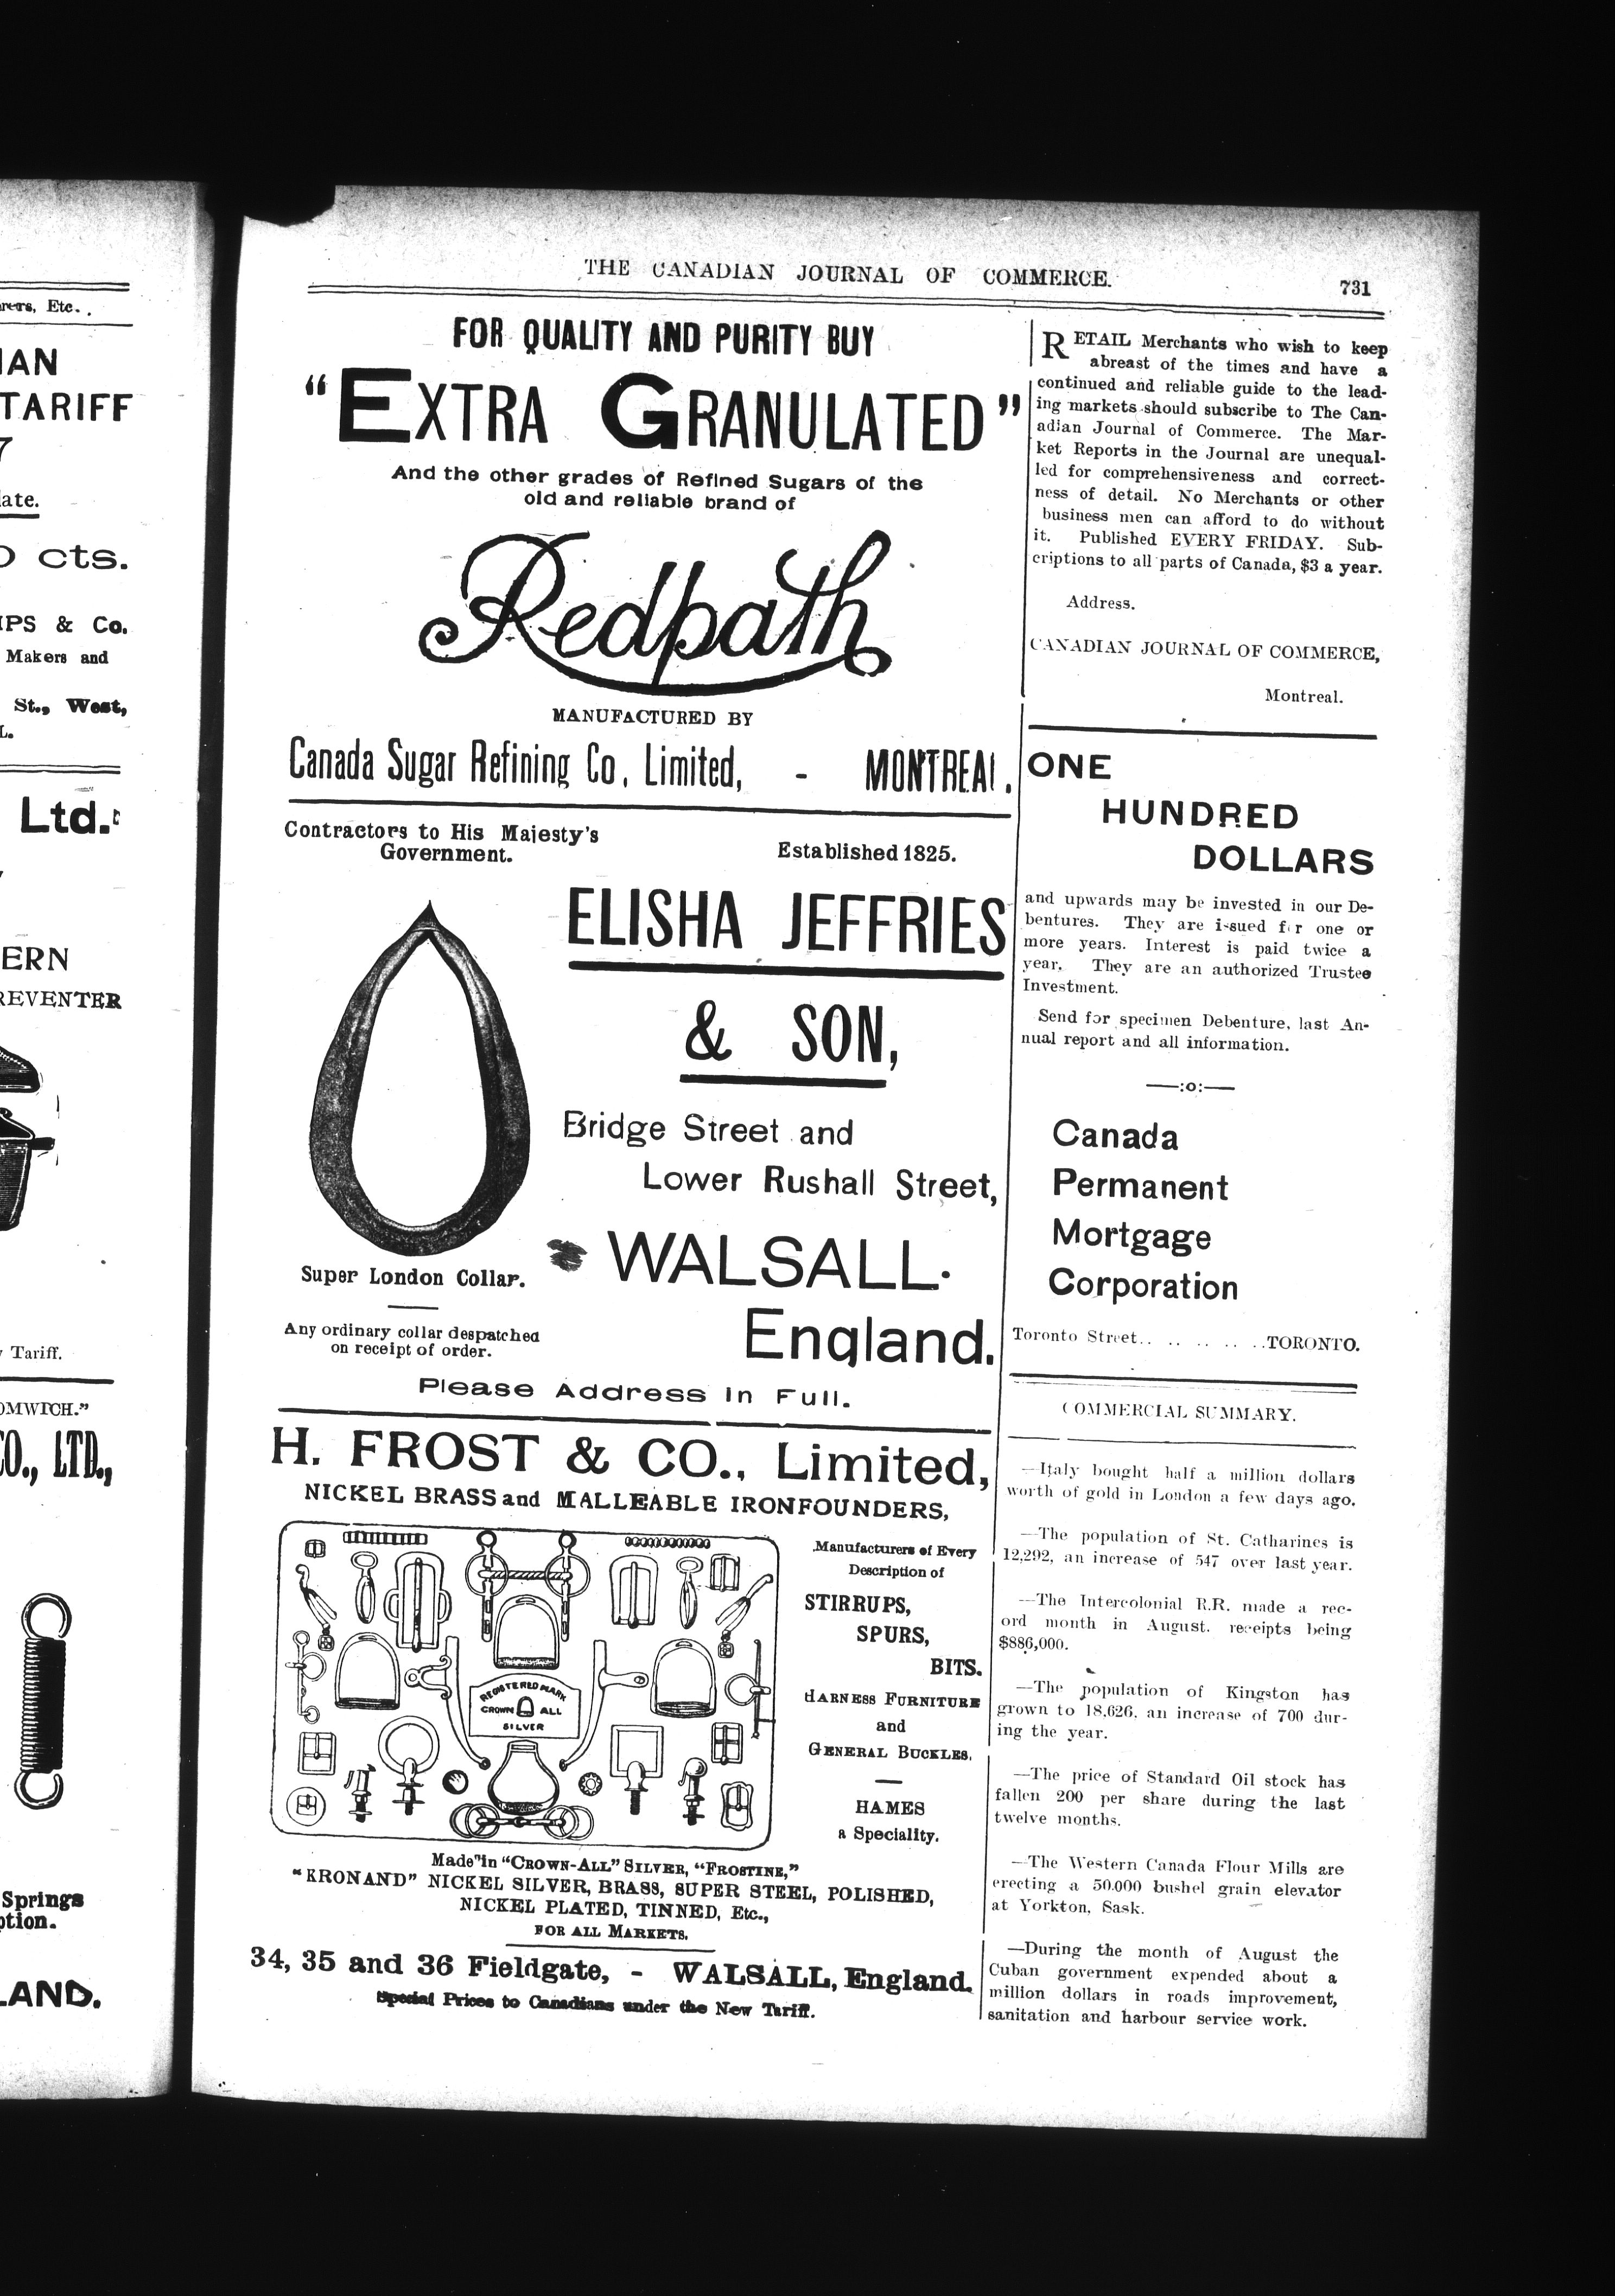 arers, Etc.
IAN
TARIFF
7
late.
cts.
IPS & Co.
Makers and
St., West,
L.
Ltd.
ERN
REVENTER
Tariff.
OMWICH."
CO., LTD.,
Springs
ption.
LAND.
THE CANADIAN JOURNAL OF COMMERCE.
731
FOR QUALITY AND PURITY BUY
"EXTRA GRANULATED"
And the other grades of Refined Sugars of the
old and reliable brand of
Redpath
MANUFACTURED BY
Canada Sugar Refining Co, Limited, - MONTREAL.
Contractors to His Majesty's
Government.
Established 1825.
ELISHA JEFFRIES
& SON,
Bridge Street and
Lower Rushall Street,
WALSALL.
England.
Super London Collar.
Any ordinary collar despatched
on receipt of order.
Please Address in Full.
H. FROST & CO., Limited,
NICKEL BRASS and MALLEABLE IRONFOUNDERS,
REGISTERED MARK
CROWN ALL
SILVER
Manufacturers of Every
Description of
STIRRUPS,
SPURS,
BITS.
HARNESS FURNITURE
and
GENERAL BUCKLES.
HAMES
a Speciality.
Made in "CROWN-ALL" SILVER, "FROSTINE,"
"KRONAND" NICKEL SILVER, BRASS, SUPER STEEL, POLISHED,
NICKEL PLATED, TINNED, Etc.,
FOR ALL MARKETS.
34, 35 and 36 Fieldgate, - WALSALL, England.
Special Prices to Canadians under the New Tariff.
RETAIL Merchants who wish to keep
abreast of the times and have a
continued and reliable guide to the lead-
ing markets should subscribe to The Can-
adian Journal of Commerce. The Mar-
ket Reports in the Journal are unequal-
led for comprehensiveness and correct-
ness of detail. No Merchants or other
business men can afford to do without
it. Published EVERY FRIDAY. Sub-
criptions to all parts of Canada, $3 a year.
Address.
CANADIAN JOURNAL OF COMMERCE,
Montreal.
ONE
HUNDRED
DOLLARS
and upwards may be invested in our De-
bentures. They are issued for one or
more years. Interest is paid twice a
year. They are an authorized Trustee
Investment.
Send for specimen Debenture, last An-
nual report and all information.
—:o:—
Canada
Permanent
Mortgage
Corporation
Toronto Street.. .. .. .. ..TORONTO.
COMMERCIAL SUMMARY.
—Italy bought half a million dollars
worth of gold in London a few days ago.
—The population of St. Catharines is
12,292, an increase of 547 over last year.
—The Intercolonial R.R. made a rec-
ord month in August, receipts being
$886,000.
—The population of Kingston has
grown to 18,626, an increase of 700 dur-
ing the year.
—The price of Standard Oil stock has
fallen 200 per share during the last
twelve months.
—The Western Canada Flour Mills are
erecting a 50.000 bushel grain elevator
at Yorkton, Sask.
—During the month of August the
Cuban government expended about a
million dollars in roads improvement,
sanitation and harbour service work.